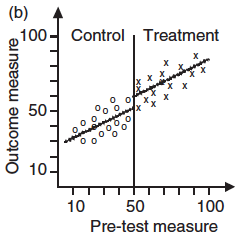 (b)
Control Treatment
Outcome measure
100
50
10
10 50 100
Pre-test measure